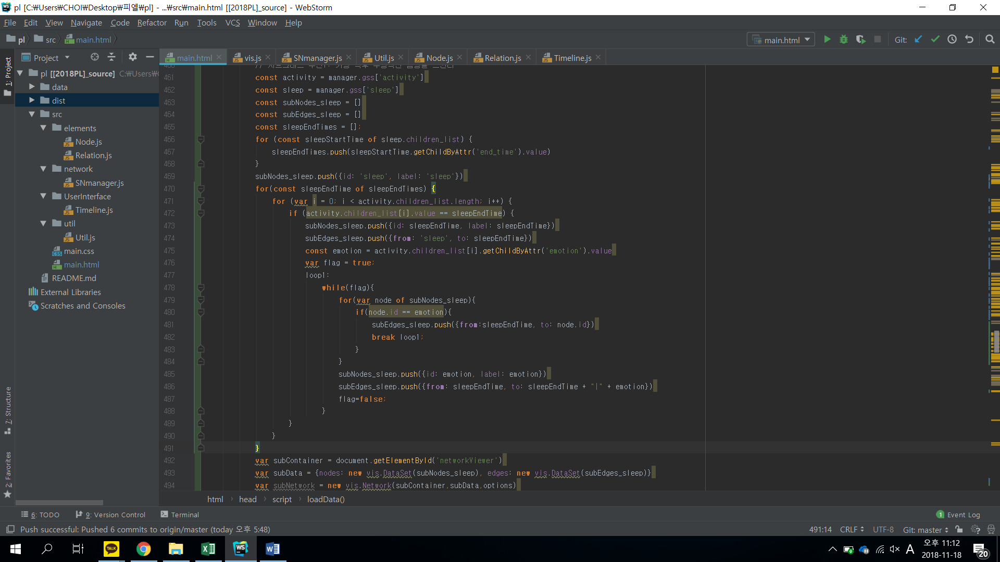 pl [C:₩Users₩CHOI₩Desktop₩피엘₩pl] - ...₩src₩main.html [[2018PL]_source] - WebStorm
File Edit View Navigate Code Refactor Run Tools VCS Window Help
pl src main.html main.html Git:
Project main.html vis.js SNmanager.js Util.js Node.js Relation.js Timeline.js
1: Project
7: Structure
2: Favorites
pl [[2018PL]_source] C:₩Users₩
data
dist
src
elements
Node.js
Relation.js
network
SNmanager.js
UserInterface
Timeline.js
util
Util.js
main.css
main.html
README.md
External Libraries
Scratches and Consoles
461 const activity = manager.gss['activity']
462 const sleep = manager.gss['sleep']
463 const subNodes_sleep = []
464 const subEdges_sleep = []
465 const sleepEndTimes = [];
466 for (const sleepStartTime of sleep.children_list) {
467 sleepEndTimes.push(sleepStartTime.getChildByAttr('end_time').value)
468 }
469 subNodes_sleep.push({id: 'sleep', label: 'sleep'})
470 for(const sleepEndTime of sleepEndTimes) {
471 for (var i = 0; i < activity.children_list.length; i++) {
472 if (activity.children_list[i].value == sleepEndTime) {
473 subNodes_sleep.push({id: sleepEndTime, label: sleepEndTime})
474 subEdges_sleep.push({from: 'sleep', to: sleepEndTime})
475 const emotion = activity.children_list[i].getChildByAttr('emotion').value
476 var flag = true;
477 loop1:
478 while(flag){
479 for(var node of subNodes_sleep){
480 if(node.id == emotion){
481 subEdges_sleep.push({from:sleepEndTime, to: node.id})
482 break loop1;
483 }
484 }
485 subNodes_sleep.push({id: emotion, label: emotion})
486 subEdges_sleep.push({from: sleepEndTime, to: sleepEndTime + "|" + emotion})
487 flag=false;
488 }
489 }
490 }
491 }
492 var subContainer = document.getElementById('networkViewer')
493 var subData = {nodes: new vis.DataSet(subNodes_sleep), edges: new vis.DataSet(subEdges_sleep)}
494 var subNetwork = new vis.Network(subContainer,subData,options)
html head script loadData()
6: TODO 9: Version Control Terminal 1 Event Log
Push successful: Pushed 6 commits to origin/master (today 오후 5:48) 491:14 CRLF UTF-8 Git: master
TALK WS A 오후 11:12
2018-11-18 20